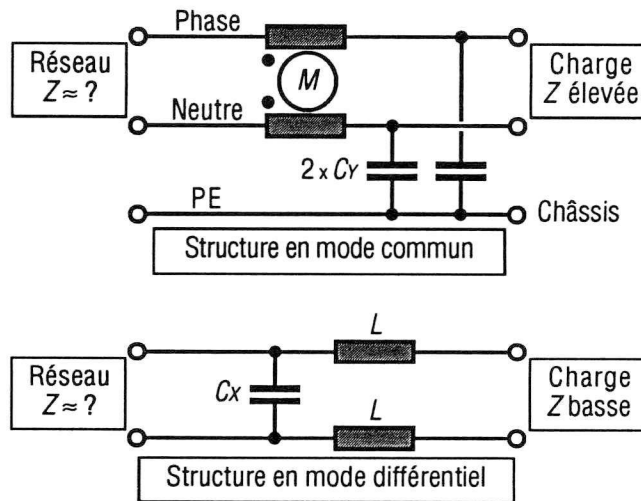 Phase
Réseau
Z ≈ ?
M
Charge
Z élevée
Neutre
2 x CY
PE
Châssis
Structure en mode commun
L
Réseau
Z ≈ ?
CX
Charge
Z basse
L
Structure en mode différentiel